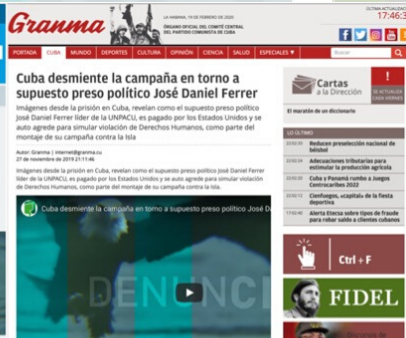 Granma
LA HABANA, 19 DE FEBRERO DE 2020
ÓRGANO OFICIAL DEL COMITÉ CENTRAL
DEL PARTIDO COMUNISTA DE CUBA
17:46:3
PORTADA CUBA MUNDO DEPORTES CULTURA OPINIÓN CIENCIA SALUD ESPECIALES ▼
Buscar
Cuba desmiente la campaña en torno a
supuesto preso político José Daniel Ferrer
Imágenes desde la prisión en Cuba, revelan como el supuesto preso político
José Daniel Ferrer líder de la UNPACU, es pagado por los Estados Unidos y se
auto agrede para simular violación de Derechos Humanos, como parte del
montaje de su campaña contra la Isla
Autor: Granma | internet@granma.cu
27 de noviembre de 2019 21:11:46
Imágenes desde la prisión en Cuba, revelan como el supuesto preso político José Daniel Ferrer
líder de la UNPACU, es pagado por los Estados Unidos y se auto agrede para simular violación
de Derechos Humanos, como parte del montaje de su campaña contra la Isla.
Cuba desmiente la campaña en torno a supuesto preso político José D
DENUNCI
Cartas
a la Dirección
!
SE ACTUALIZA
CADA VIERNES
El maratón de un diccionario
LO ÚLTIMO
Reducen preselección nacional de
béisbol
Adecuaciones tributarias para
estimular la producción agrícola
Cuba y Panamá rumbo a Juegos
Centrocaribes 2022
Cienfuegos, «capital» de la fiesta
deportiva
Alerta Etecsa sobre tipos de fraude
para robar saldo a clientes cubanos
Ctrl + F
FIDEL